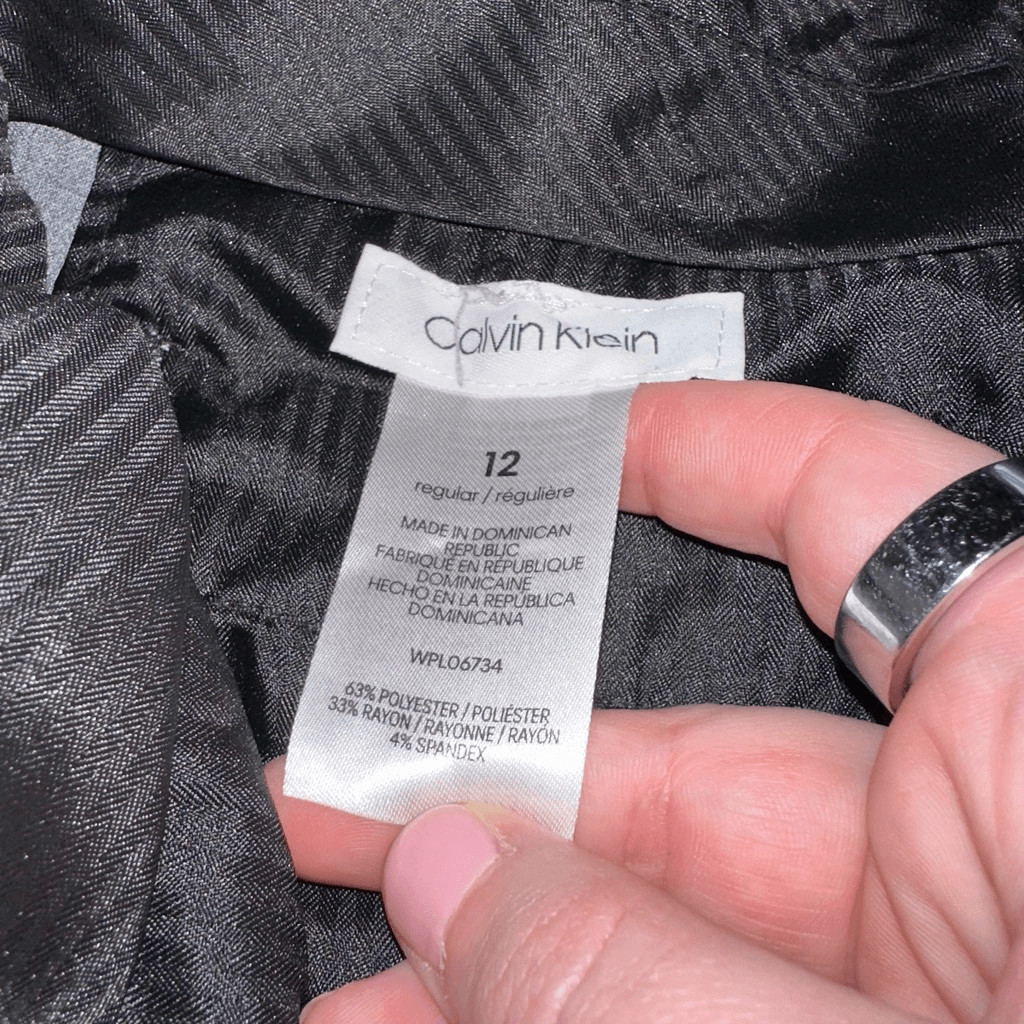 Calvin Klein
12
regular / régulière
MADE IN DOMINICAN
REPUBLIC
FABRIQUÉ EN RÉPUBLIQUE
DOMINICAINE
HECHO EN LA REPÚBLICA
DOMINICANA
WPL06734
63% POLYESTER / POLIÉSTER
33% RAYON / RAYONNE / RAYÓN
4% SPANDEX